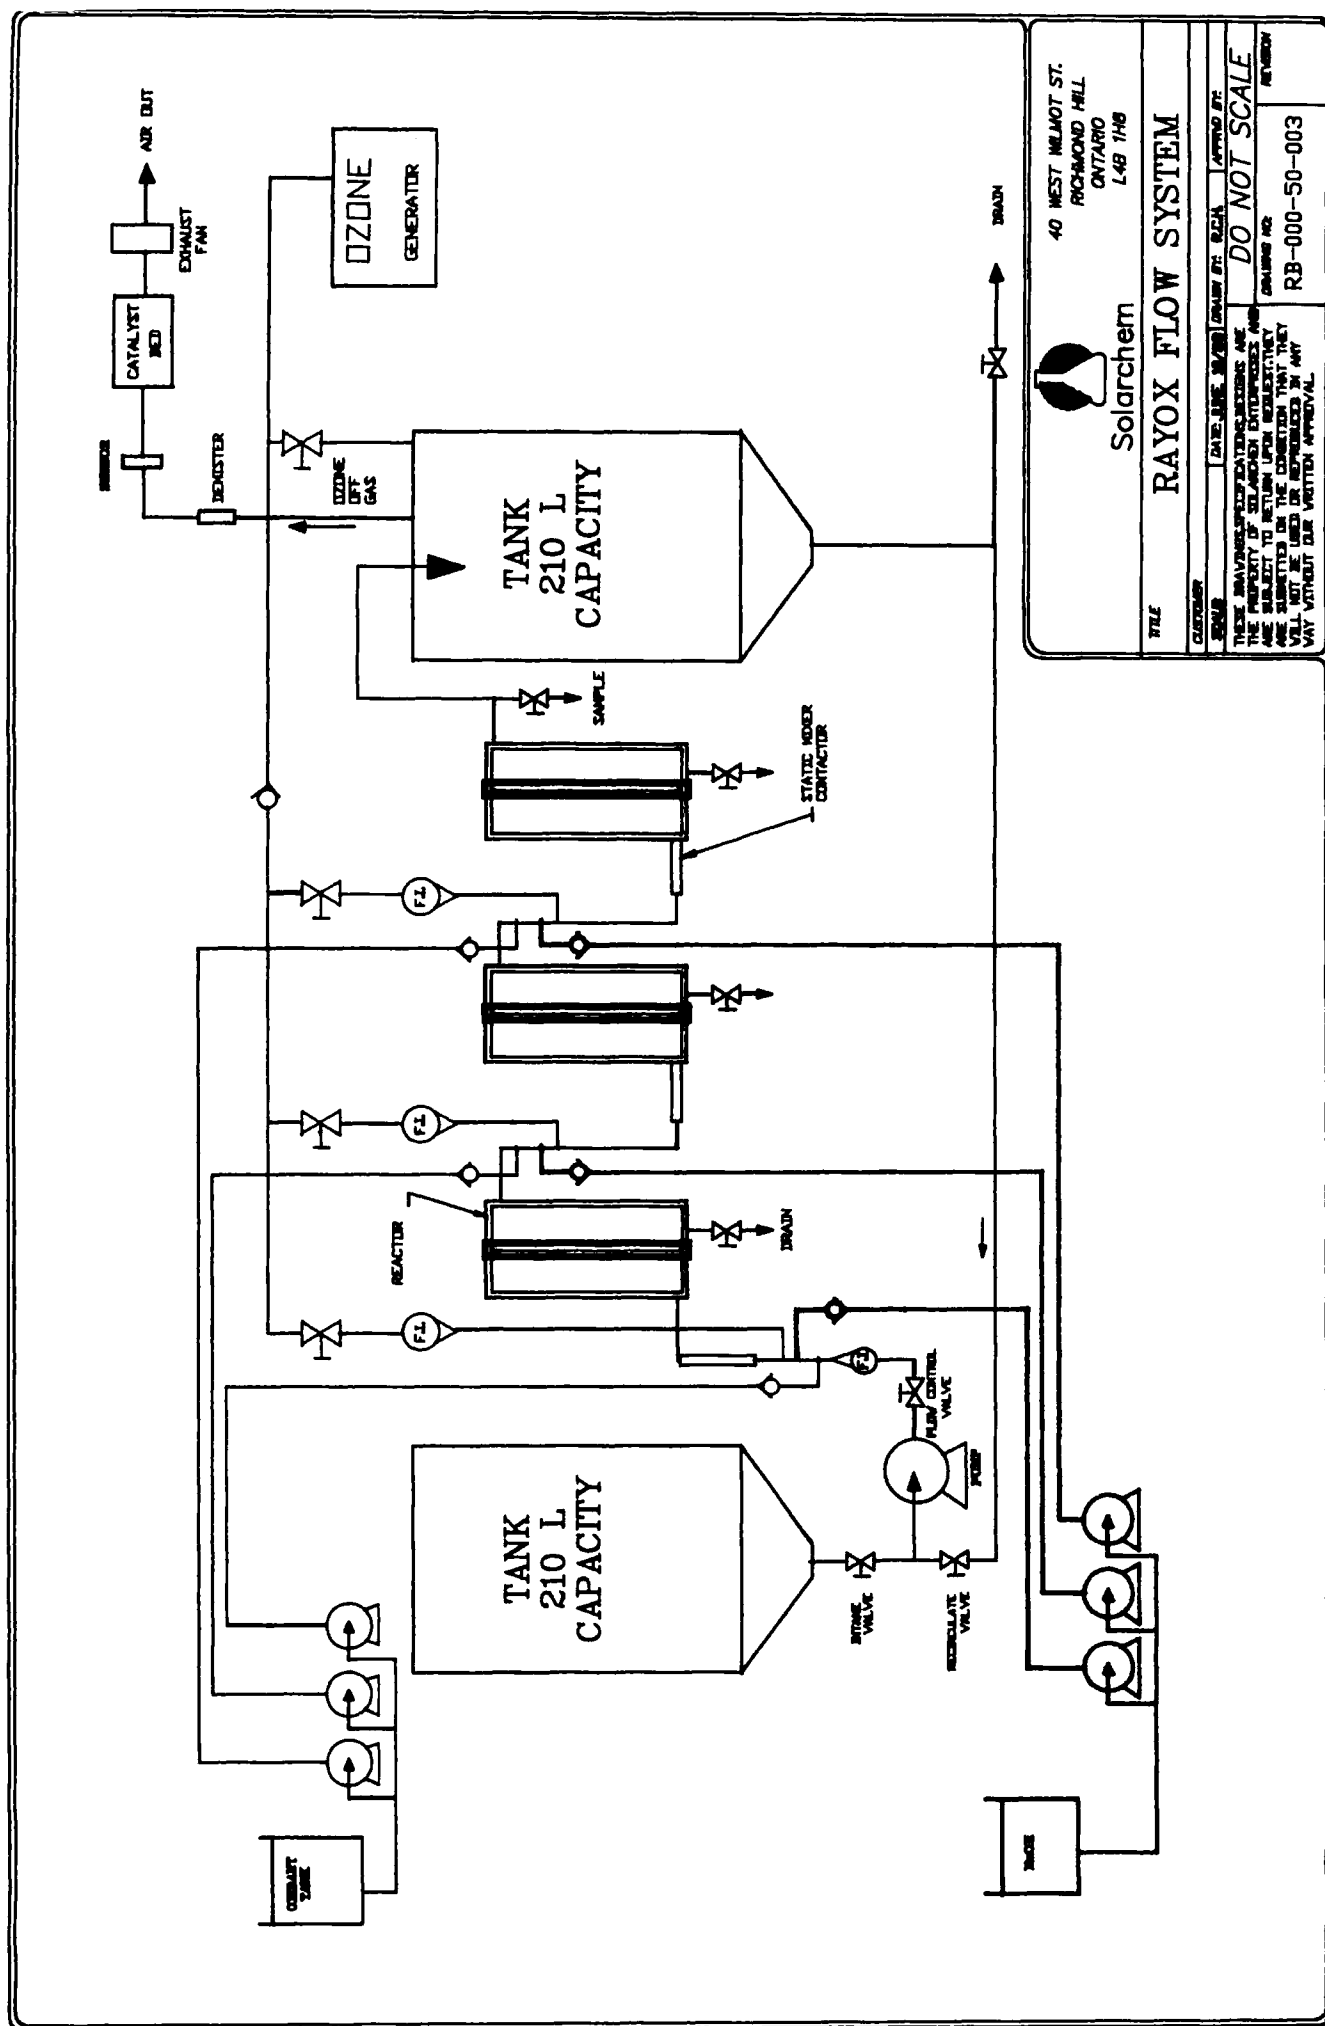 AIR OUT
EXHAUST
FAN
CATALYST
BED
DEMISTER
OZONE
GENERATOR
OZONE
OFF
GAS
TANK
210 L
CAPACITY
SAMPLE
STATIC MIXER
CONTACTOR
F.I.
F.I.
F.I.
F.I.
REACTOR
DRAIN
DRAIN
FLOW CONTROL
VALVE
PUMP
TANK
210 L
CAPACITY
INTAKE
VALVE
RECIRCULATE
VALVE
TANK
NaOH
Solarchem
40 WEST WILMOT ST.
RICHMOND HILL
ONTARIO
L4B 1H8
TITLE
RAYOX FLOW SYSTEM
CUSTOMER
SCALE
DATE: JUNE
DRAWN BY: R.C.H.
APPRVD BY:
THESE DRAWINGS,SPECIFICATIONS,DESIGNS ARE
THE PROPERTY OF SOLARCHEM ENTERPRISES AND
ARE SUBJECT TO RETURN UPON REQUEST.THEY
ARE SUBMITTED ON THE CONDITION THAT THEY
WILL NOT BE USED OR REPRODUCED IN ANY
WAY WITHOUT OUR WRITTEN APPROVAL.
DO NOT SCALE
DRAWING NO:
RB-000-50-003
REVISION